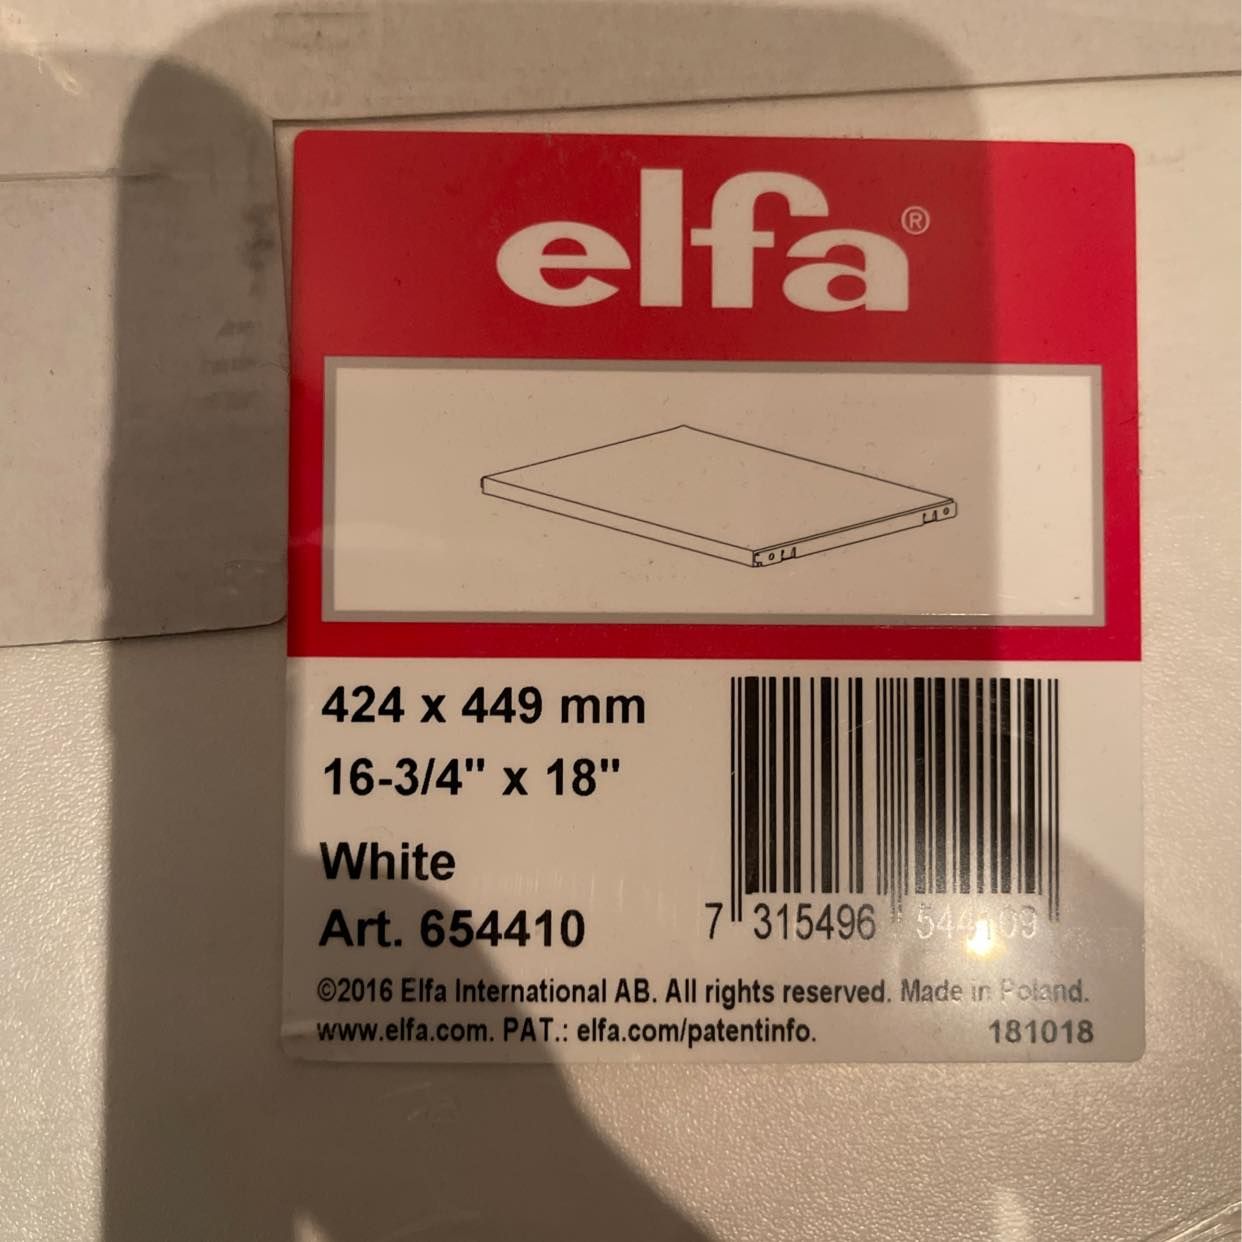 elfa®
424 x 449 mm
16-3/4" x 18"
White
Art. 654410
7 315496 544109
©2016 Elfa International AB. All rights reserved. Made in Poland.
www.elfa.com. PAT.: elfa.com/patentinfo.
181018